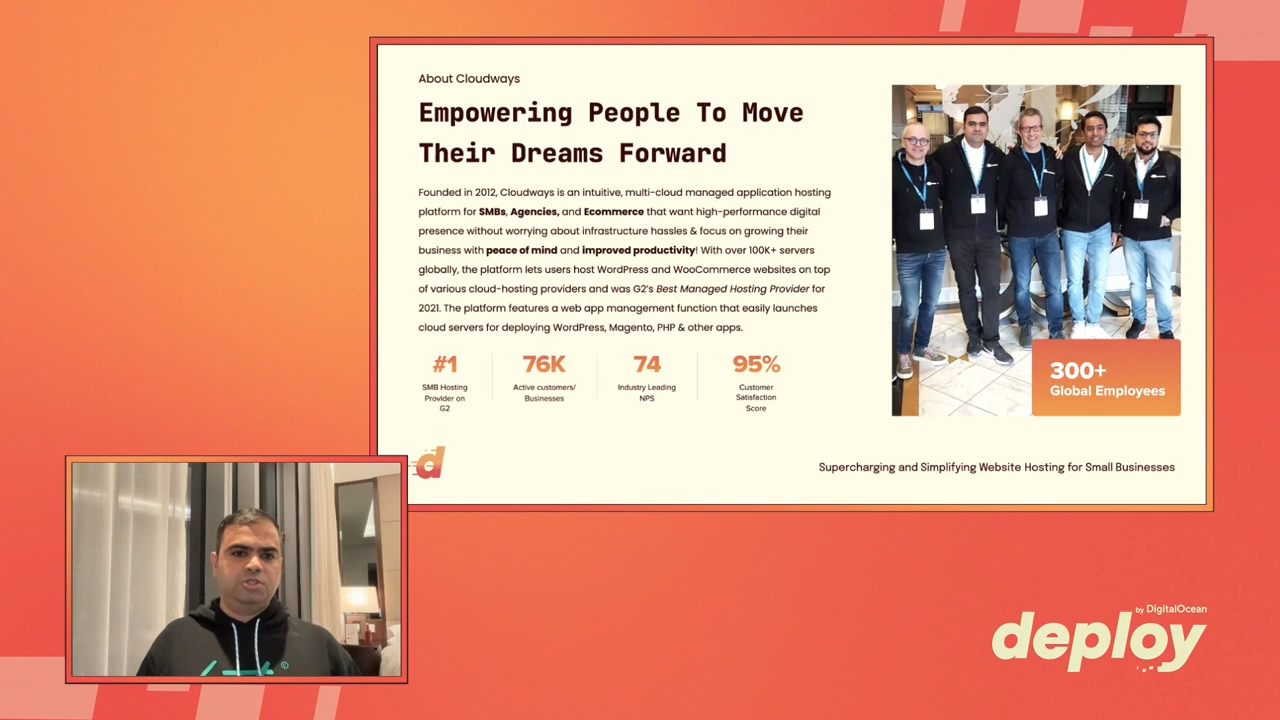 About Cloudways
Empowering People To Move
Their Dreams Forward
Founded in 2012, Cloudways is an intuitive, multi-cloud managed application hosting
platform for SMBs, Agencies, and Ecommerce that want high-performance digital
presence without worrying about infrastructure hassles & focus on growing their
business with peace of mind and improved productivity! With over 100K+ servers
globally, the platform lets users host WordPress and WooCommerce websites on top
of various cloud-hosting providers and was G2's Best Managed Hosting Provider for
2021. The platform features a web app management function that easily launches
cloud servers for deploying WordPress, Magento, PHP & other apps.
#1
SMB Hosting
Provider on
G2
76K
Active customers/
Businesses
74
Industry Leading
NPS
95%
Customer
Satisfaction
Score
300+
Global Employees
d
Supercharging and Simplifying Website Hosting for Small Businesses
by DigitalOcean
deploy